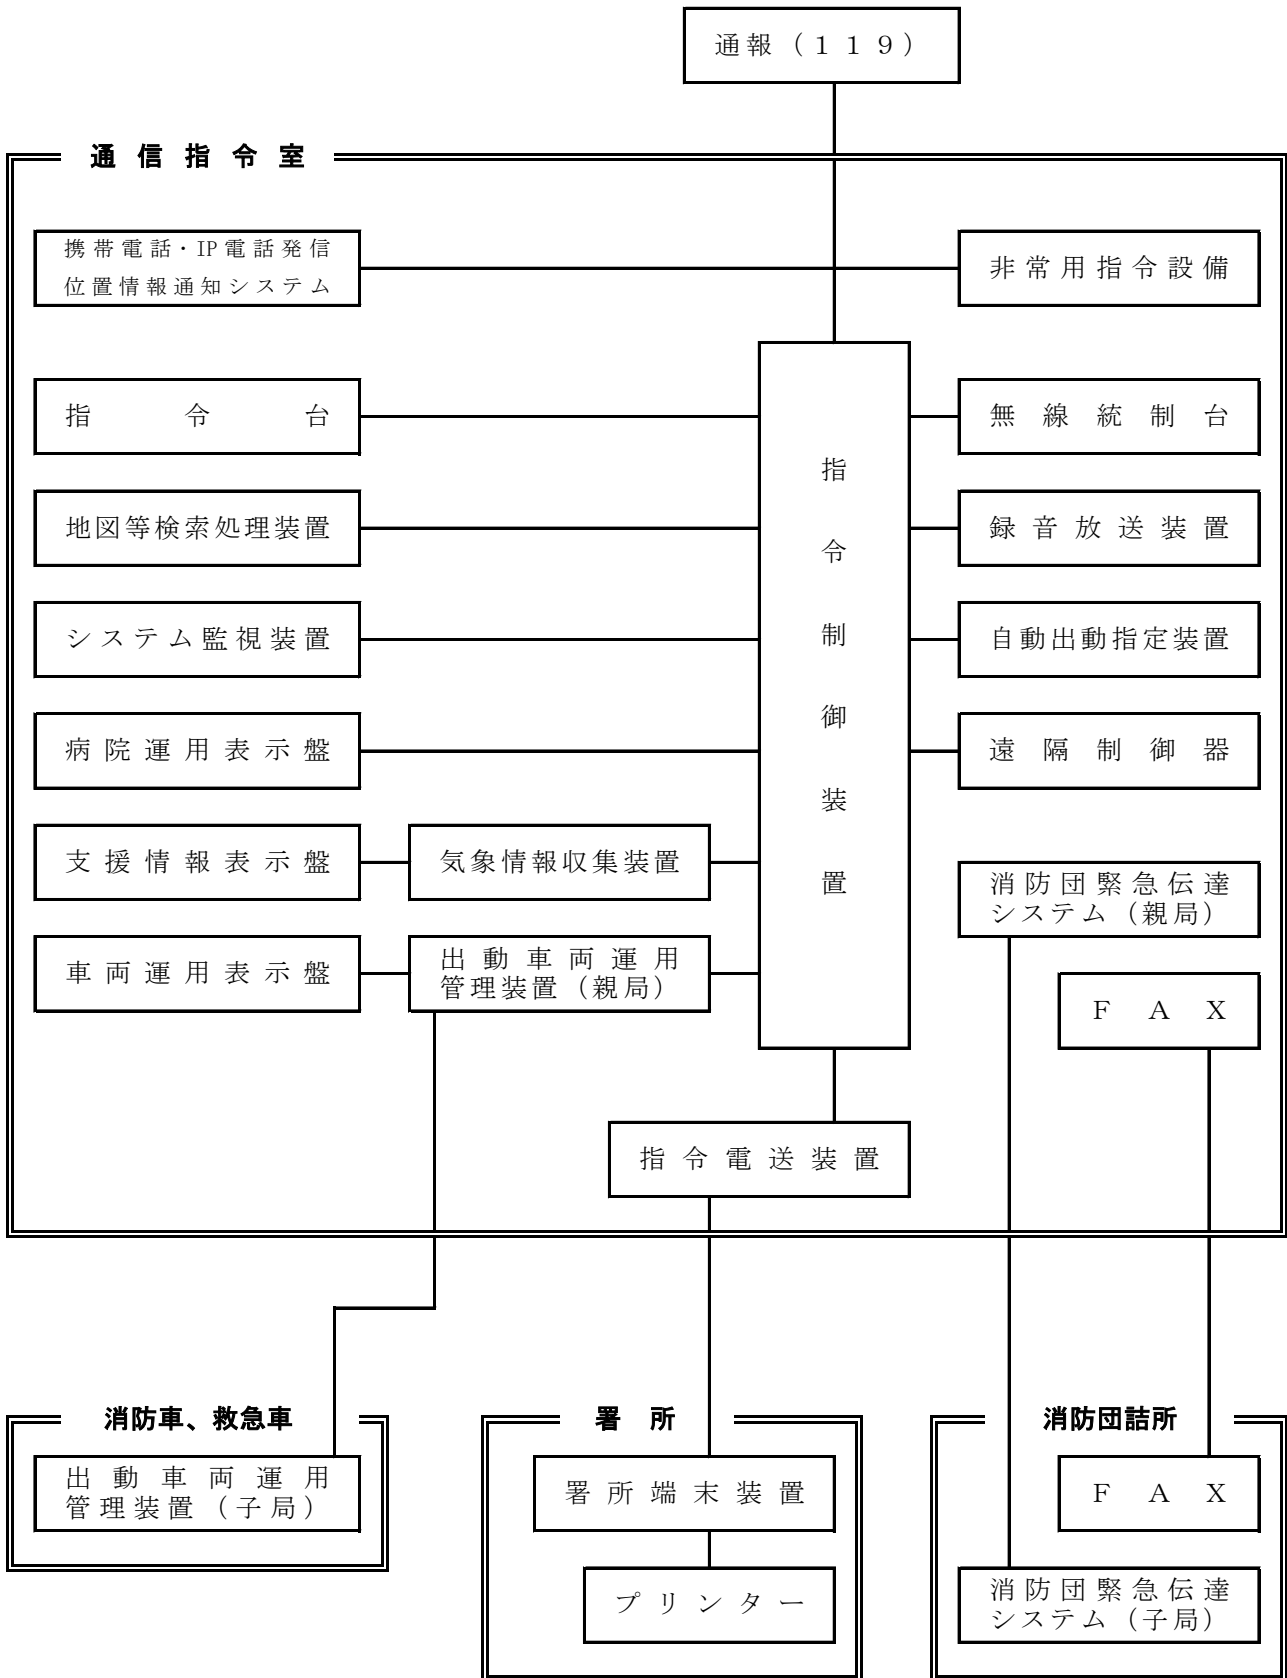 通報（１１９）
通信指令室
携帯電話・IP電話発信
位置情報通知システム
非常用指令設備
指令台
無線統制台
指令制御装置
地図等検索処理装置
録音放送装置
システム監視装置
自動出動指定装置
病院運用表示盤
遠隔制御器
支援情報表示盤
気象情報収集装置
消防団緊急伝達
システム（親局）
車両運用表示盤
出動車両運用
管理装置（親局）
ＦＡＸ
指令電送装置
消防車、救急車
出動車両運用
管理装置（子局）
署所
署所端末装置
プリンター
消防団詰所
ＦＡＸ
消防団緊急伝達
システム（子局）